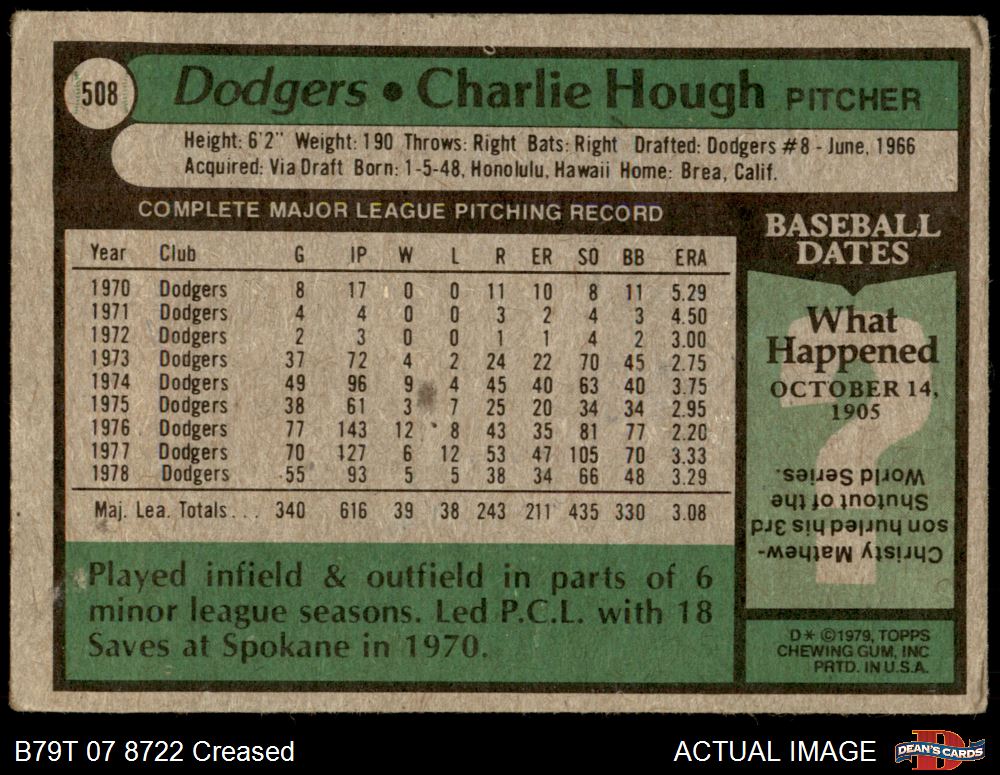 508
Dodgers • Charlie Hough PITCHER
Height: 6'2" Weight: 190 Throws: Right Bats: Right Drafted: Dodgers #8 - June, 1966
Acquired: Via Draft Born: 1-5-48, Honolulu, Hawaii Home: Brea, Calif.
COMPLETE MAJOR LEAGUE PITCHING RECORD
Year Club G IP W L R ER SO BB ERA
1970 Dodgers 8 17 0 0 11 10 8 11 5.29
1971 Dodgers 4 4 0 0 3 2 4 3 4.50
1972 Dodgers 2 3 0 0 1 1 4 2 3.00
1973 Dodgers 37 72 4 2 24 22 70 45 2.75
1974 Dodgers 49 96 9 4 45 40 63 40 3.75
1975 Dodgers 38 61 3 7 25 20 34 34 2.95
1976 Dodgers 77 143 12 8 43 35 81 77 2.20
1977 Dodgers 70 127 6 12 53 47 105 70 3.33
1978 Dodgers 55 93 5 5 38 34 66 48 3.29
Maj. Lea. Totals... 340 616 39 38 243 211 435 330 3.08
Played infield & outfield in parts of 6
minor league seasons. Led P.C.L. with 18
Saves at Spokane in 1970.
BASEBALL
DATES
What
Happened
OCTOBER 14,
1905
?
Christy Mathew-
son hurled his 3rd
Shutout of the
World Series.
D* ©1979, TOPPS
CHEWING GUM, INC
PRTD. IN U.S.A.
B79T 07 8722 Creased
ACTUAL IMAGE
D
DEAN'S CARDS